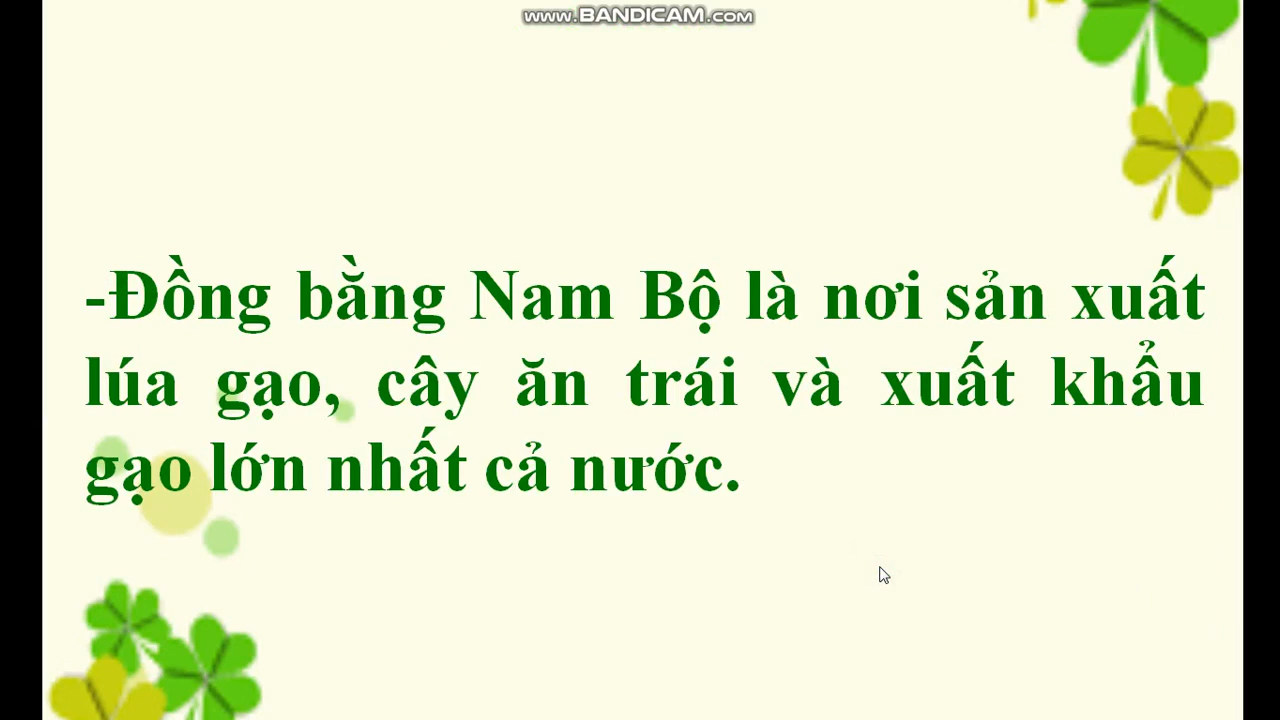 www.BANDICAM.com
-Đồng bằng Nam Bộ là nơi sản xuất
lúa gạo, cây ăn trái và xuất khẩu
gạo lớn nhất cả nước.